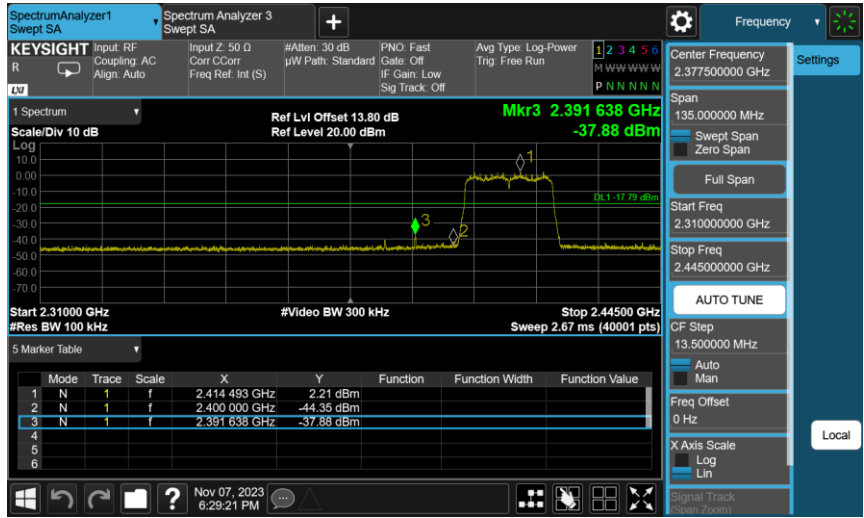 SpectrumAnalyzer1
Swept SA
Spectrum Analyzer 3
Swept SA
Frequency
KEYSIGHT
R
LXI
Input: RF
Coupling: AC
Align: Auto
Input Z: 50 Ω
Corr CCorr
Freq Ref: Int (S)
#Atten: 30 dB
µW Path: Standard
PNO: Fast
Gate: Off
IF Gain: Low
Sig Track: Off
Avg Type: Log-Power
Trig: Free Run
1 2 3 4 5 6
M W W W W W
P N N N N N
1 Spectrum
Scale/Div 10 dB
Ref Lvl Offset 13.80 dB
Ref Level 20.00 dBm
Mkr3 2.391 638 GHz
-37.88 dBm
Log
10.0
0.00
-10.0
-20.0
-30.0
-40.0
-50.0
-60.0
-70.0
1
DL1 -17.79 dBm
3
2
Start 2.31000 GHz
#Res BW 100 kHz
#Video BW 300 kHz
Stop 2.44500 GHz
Sweep 2.67 ms (40001 pts)
5 Marker Table
Mode Trace Scale X Y Function Function Width Function Value
1 N 1 f 2.414 493 GHz 2.21 dBm
2 N 1 f 2.400 000 GHz -44.35 dBm
3 N 1 f 2.391 638 GHz -37.88 dBm
4
5
6
Nov 07, 2023
6:29:21 PM
Center Frequency
2.377500000 GHz
Span
135.000000 MHz
Swept Span
Zero Span
Full Span
Start Freq
2.310000000 GHz
Stop Freq
2.445000000 GHz
AUTO TUNE
CF Step
13.500000 MHz
Auto
Man
Freq Offset
0 Hz
X Axis Scale
Log
Lin
Signal Track
(Span Zoom)
Settings
Local